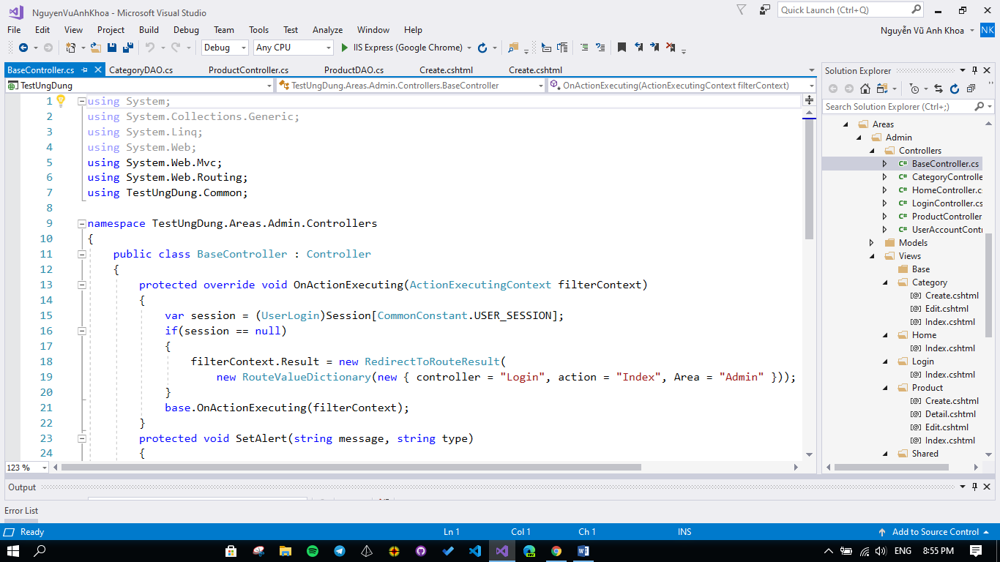 NguyenVuAnhKhoa - Microsoft Visual Studio
Quick Launch (Ctrl+Q)
File Edit View Project Build Debug Team Tools Test Analyze Window Help
Nguyễn Vũ Anh Khoa NK
Debug Any CPU IIS Express (Google Chrome)
BaseController.cs CategoryDAO.cs ProductController.cs ProductDAO.cs Create.cshtml Create.cshtml
TestUngDung TestUngDung.Areas.Admin.Controllers.BaseController OnActionExecuting(ActionExecutingContext filterContext)
1 using System;
2 using System.Collections.Generic;
3 using System.Linq;
4 using System.Web;
5 using System.Web.Mvc;
6 using System.Web.Routing;
7 using TestUngDung.Common;
8
9 namespace TestUngDung.Areas.Admin.Controllers
10 {
11 public class BaseController : Controller
12 {
13 protected override void OnActionExecuting(ActionExecutingContext filterContext)
14 {
15 var session = (UserLogin)Session[CommonConstant.USER_SESSION];
16 if(session == null)
17 {
18 filterContext.Result = new RedirectToRouteResult(
19 new RouteValueDictionary(new { controller = "Login", action = "Index", Area = "Admin" }));
20 }
21 base.OnActionExecuting(filterContext);
22 }
23 protected void SetAlert(string message, string type)
24 {
123 %
Solution Explorer
Search Solution Explorer (Ctrl+;)
Areas
Admin
Controllers
C# BaseController.cs
C# CategoryControlle
C# HomeController.c
C# LoginController.cs
C# ProductController
C# UserAccountCont
Models
Views
Base
Category
[@] Create.cshtml
[@] Edit.cshtml
[@] Index.cshtml
Home
[@] Index.cshtml
Login
[@] Index.cshtml
Product
[@] Create.cshtml
[@] Detail.cshtml
[@] Edit.cshtml
[@] Index.cshtml
Shared
Output
Error List
Ready Ln 1 Col 1 Ch 1 INS Add to Source Control
ENG 8:55 PM